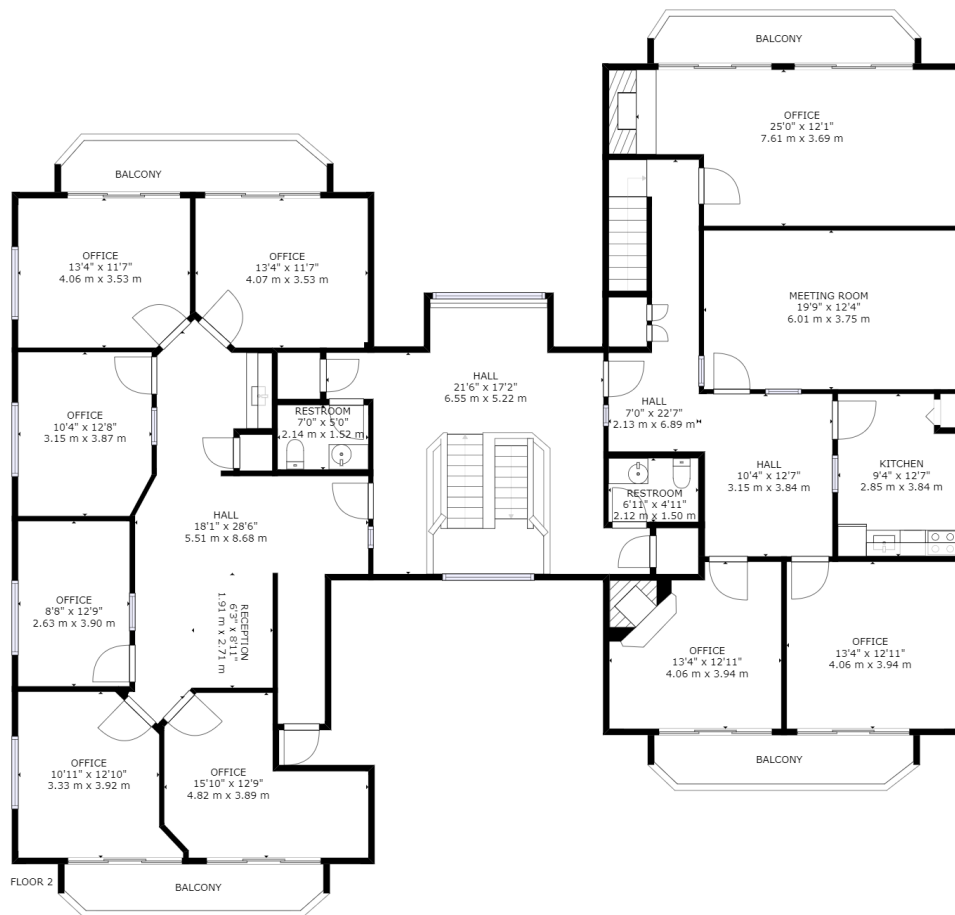 BALCONY
OFFICE
25'0" x 12'1"
7.61 m x 3.69 m
BALCONY
OFFICE
13'4" x 11'7"
4.06 m x 3.53 m
OFFICE
13'4" x 11'7"
4.07 m x 3.53 m
MEETING ROOM
19'9" x 12'4"
6.01 m x 3.75 m
HALL
21'6" x 17'2"
6.55 m x 5.22 m
OFFICE
10'4" x 12'8"
3.15 m x 3.87 m
RESTROOM
7'0" x 5'0"
2.14 m x 1.52 m
HALL
7'0" x 22'7"
2.13 m x 6.89 m
HALL
10'4" x 12'7"
3.15 m x 3.84 m
KITCHEN
9'4" x 12'7"
2.85 m x 3.84 m
RESTROOM
6'11" x 4'11"
2.12 m x 1.50 m
HALL
18'1" x 28'6"
5.51 m x 8.68 m
OFFICE
8'8" x 12'9"
2.63 m x 3.90 m
RECEPTION
6'3" x 8'11"
1.91 m x 2.71 m
OFFICE
13'4" x 12'11"
4.06 m x 3.94 m
OFFICE
13'4" x 12'11"
4.06 m x 3.94 m
OFFICE
10'11" x 12'10"
3.33 m x 3.92 m
OFFICE
15'10" x 12'9"
4.82 m x 3.89 m
BALCONY
FLOOR 2
BALCONY